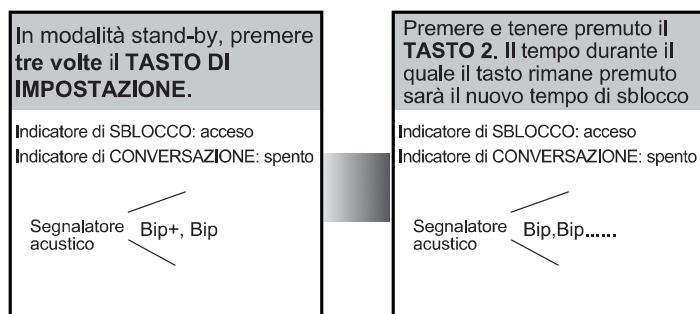 In modalità stand-by, premere
tre volte il TASTO DI
IMPOSTAZIONE.
Indicatore di SBLOCCO: acceso
Indicatore di CONVERSAZIONE: spento
Segnalatore
acustico
Bip+, Bip
Premere e tenere premuto il
TASTO 2. Il tempo durante il
quale il tasto rimane premuto
sarà il nuovo tempo di sblocco
Indicatore di SBLOCCO: acceso
Indicatore di CONVERSAZIONE: spento
Segnalatore
acustico
Bip,Bip......